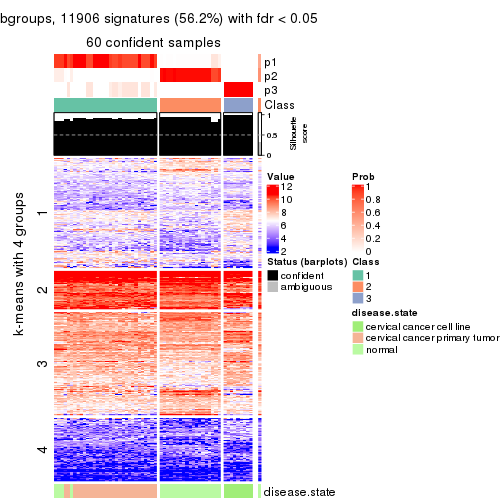 bgroups, 11906 signatures (56.2%) with fdr < 0.05
60 confident samples
p1
p2
p3
Class
1
0.5
0
Silhouette
score
k-means with 4 groups
1
2
3
4
disease.state
Value
12
10
8
6
4
2
Prob
1
0.8
0.6
0.4
0.2
0
Status (barplots)
confident
ambiguous
Class
1
2
3
disease.state
cervical cancer cell line
cervical cancer primary tumor
normal